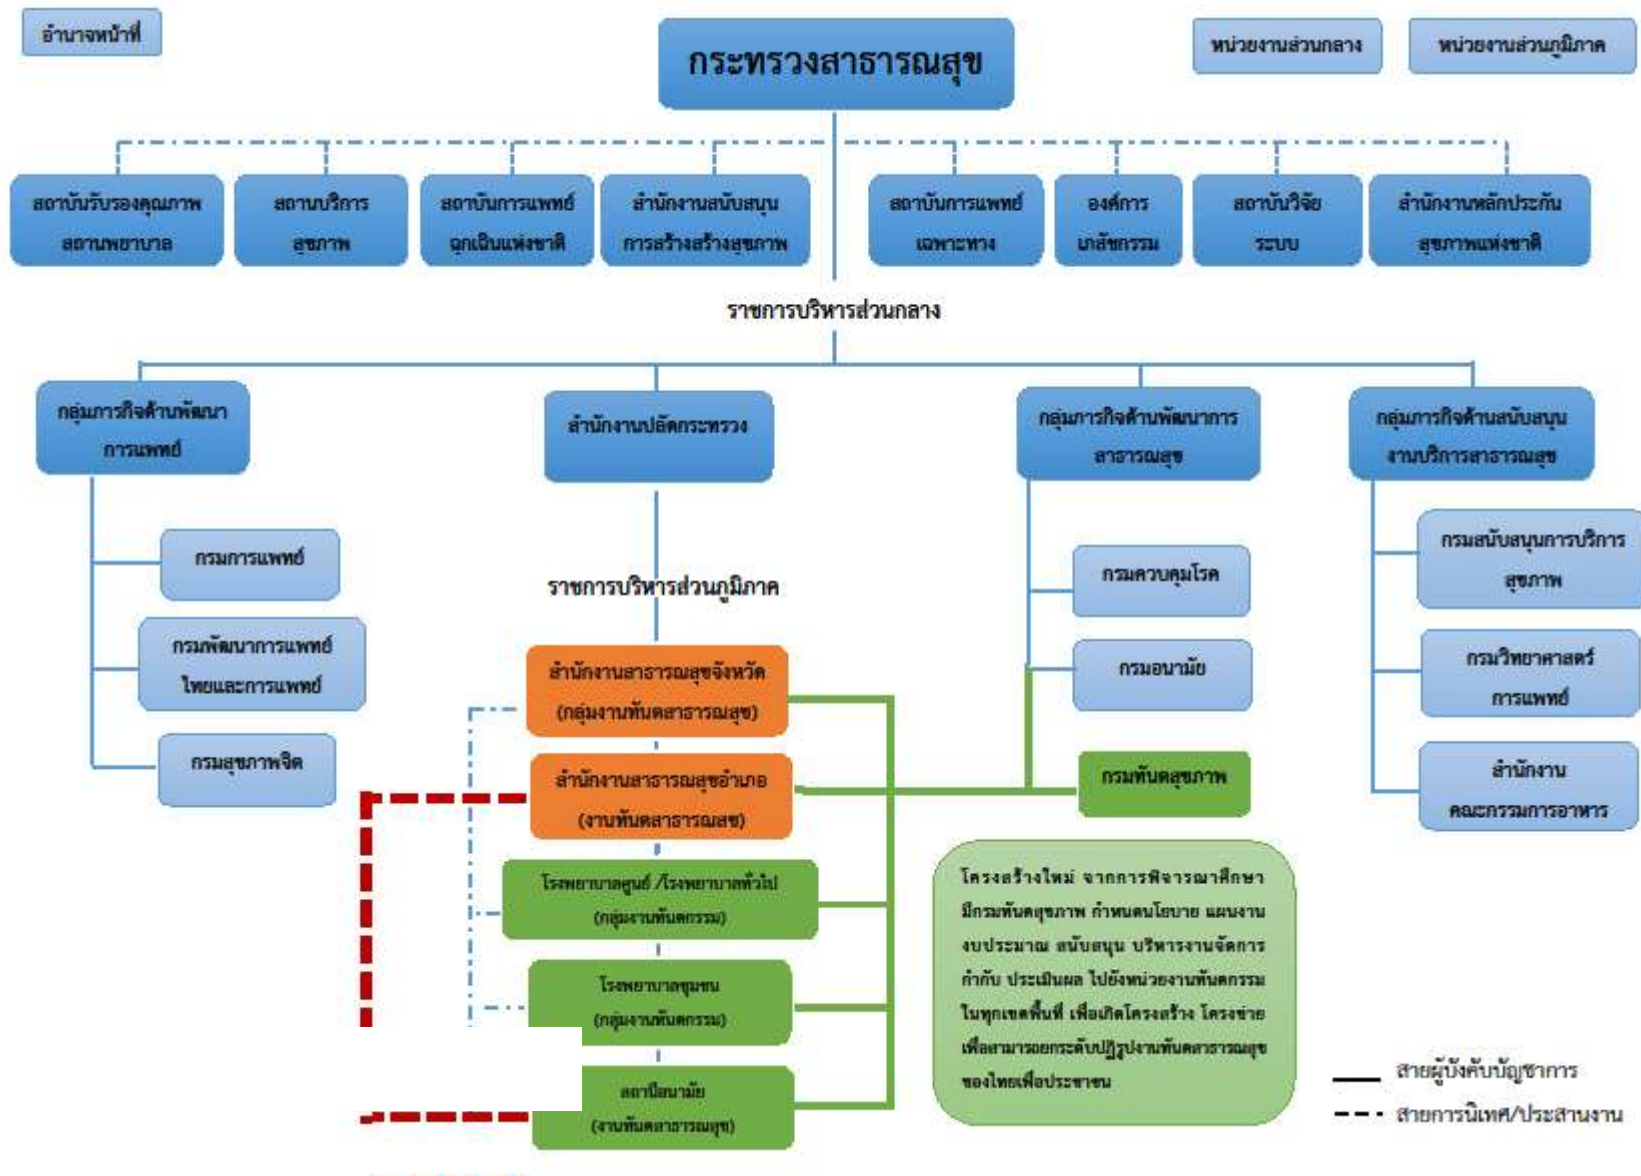 อำนาจหน้าที่
กระทรวงสาธารณสุข
หน่วยงานส่วนกลาง
หน่วยงานส่วนภูมิภาค
สถาบันรับรองคุณภาพ
สถานพยาบาล
สถานบริการ
สุขภาพ
สถาบันการแพทย์
ฉุกเฉินแห่งชาติ
สำนักงานสนับสนุน
การสร้างสร้างสุขภาพ
สถาบันการแพทย์
เฉพาะทาง
องค์การ
เภสัชกรรม
สถาบันวิจัย
ระบบ
สำนักงานหลักประกัน
สุขภาพแห่งชาติ
ราชการบริหารส่วนกลาง
กลุ่มภารกิจด้านพัฒนา
การแพทย์
สำนักงานปลัดกระทรวง
กลุ่มภารกิจด้านพัฒนาการ
สาธารณสุข
กลุ่มภารกิจด้านสนับสนุน
งานบริการสาธารณสุข
กรมการแพทย์
กรมพัฒนาการแพทย์
ไทยและการแพทย์
กรมสุขภาพจิต
ราชการบริหารส่วนภูมิภาค
สำนักงานสาธารณสุขจังหวัด
(กลุ่มงานทันตสาธารณสุข)
สำนักงานสาธารณสุขอำเภอ
(งานทันตสาธารณสุข)
โรงพยาบาลศูนย์ /โรงพยาบาลทั่วไป
(กลุ่มงานทันตกรรม)
โรงพยาบาลชุมชน
(กลุ่มงานทันตกรรม)
สถานีอนามัย
(งานทันตสาธารณสุข)
กรมควบคุมโรค
กรมอนามัย
กรมทันตสุขภาพ
กรมสนับสนุนการบริการ
สุขภาพ
กรมวิทยาศาสตร์
การแพทย์
สำนักงาน
คณะกรรมการอาหาร
โครงสร้างใหม่ จากการพิจารณาศึกษา
มีกรมทันตสุขภาพ กำหนดนโยบาย แผนงาน
งบประมาณ สนับสนุน บริหารงานจัดการ
กำกับ ประเมินผล ไปยังหน่วยงานทันตกรรม
ในทุกเขตพื้นที่ เพื่อเกิดโครงสร้าง โครงข่าย
เพื่อสามารถยกระดับปฏิรูปงานทันตสาธารณสุข
ของไทยเพื่อประชาชน
สายผู้บังคับบัญชาการ
สายการนิเทศ/ประสานงาน